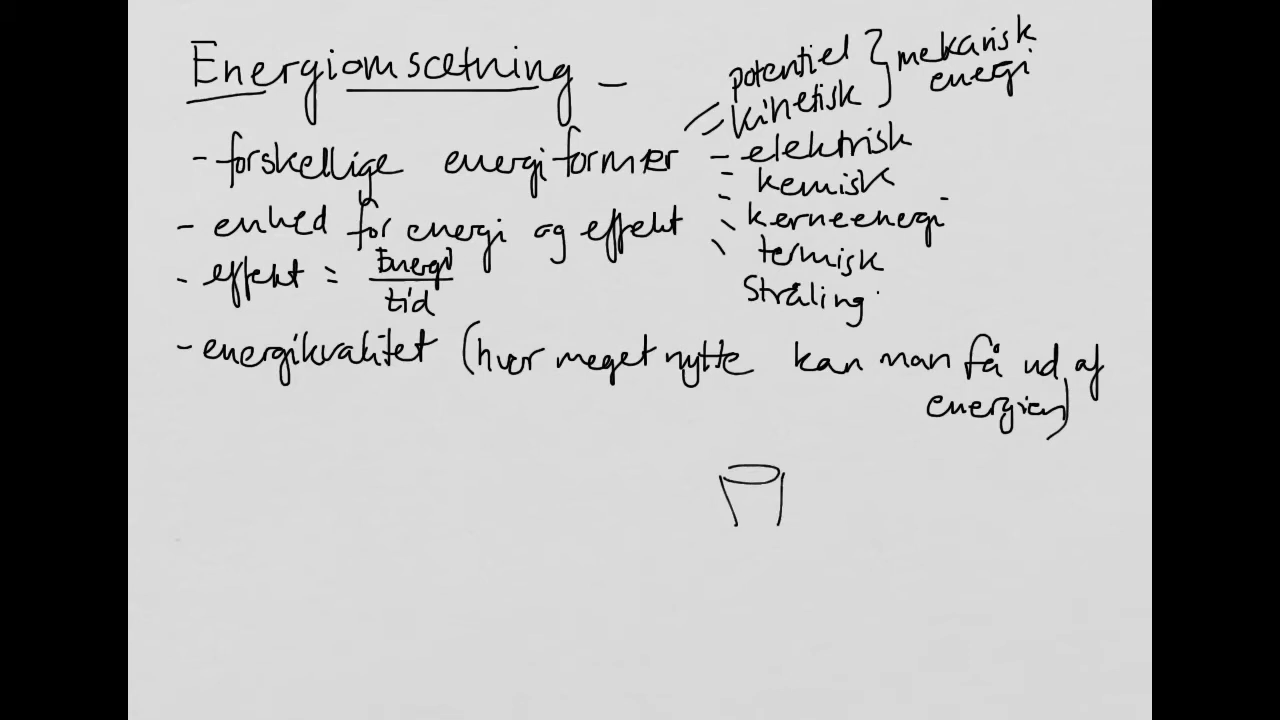 Energiomsætning -
- forskellige energiformer
potentiel
kinetisk
} mekanisk
energi
- elektrisk
- kemisk
- kerneenergi
termisk
Stråling
- enhed for energi og effekt
- effekt = Energi
tid
- energikvalitet (hvor meget nytte kan man få ud af
energien)